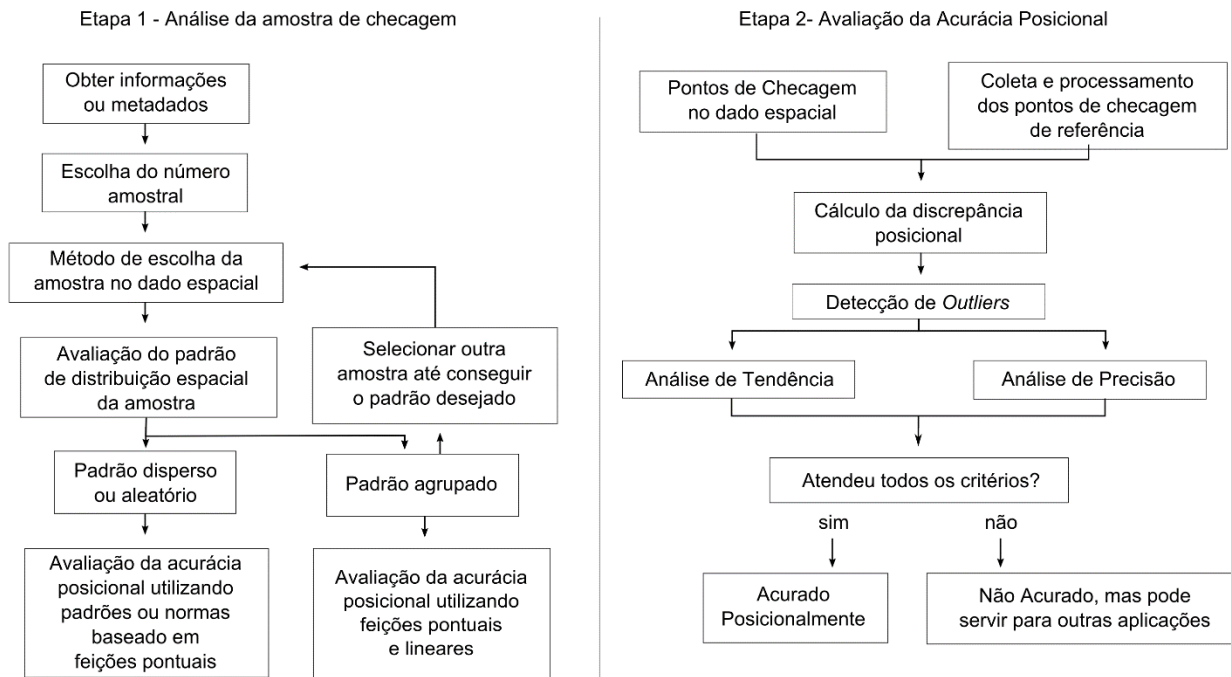 Etapa 1 - Análise da amostra de checagem
Obter informações
ou metadados
Escolha do número
amostral
Método de escolha da
amostra no dado espacial
Avaliação do padrão
de distribuição espacial
da amostra
Selecionar outra
amostra até conseguir
o padrão desejado
Padrão disperso
ou aleatório
Padrão agrupado
Avaliação da acurácia
posicional utilizando
padrões ou normas
baseado em
feições pontuais
Avaliação da acurácia
posicional utilizando
feições pontuais
e lineares
Etapa 2- Avaliação da Acurácia Posicional
Pontos de Checagem
no dado espacial
Coleta e processamento
dos pontos de checagem
de referência
Cálculo da discrepância
posicional
Detecção de Outliers
Análise de Tendência
Análise de Precisão
Atendeu todos os critérios?
sim
não
Acurado
Posicionalmente
Não Acurado, mas pode
servir para outras aplicações